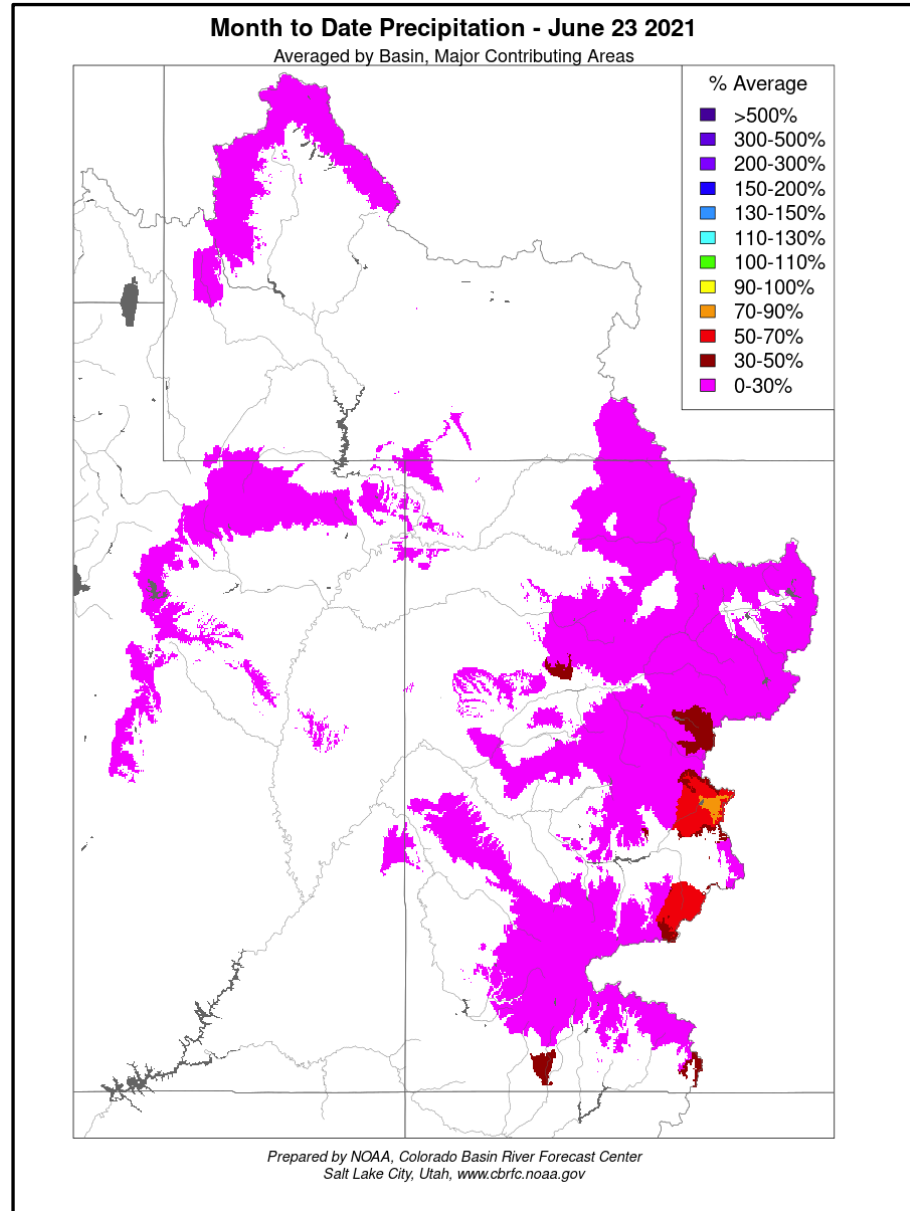 Month to Date Precipitation - June 23 2021
Averaged by Basin, Major Contributing Areas
% Average
>500%
300-500%
200-300%
150-200%
130-150%
110-130%
100-110%
90-100%
70-90%
50-70%
30-50%
0-30%
Prepared by NOAA, Colorado Basin River Forecast Center
Salt Lake City, Utah, www.cbrfc.noaa.gov